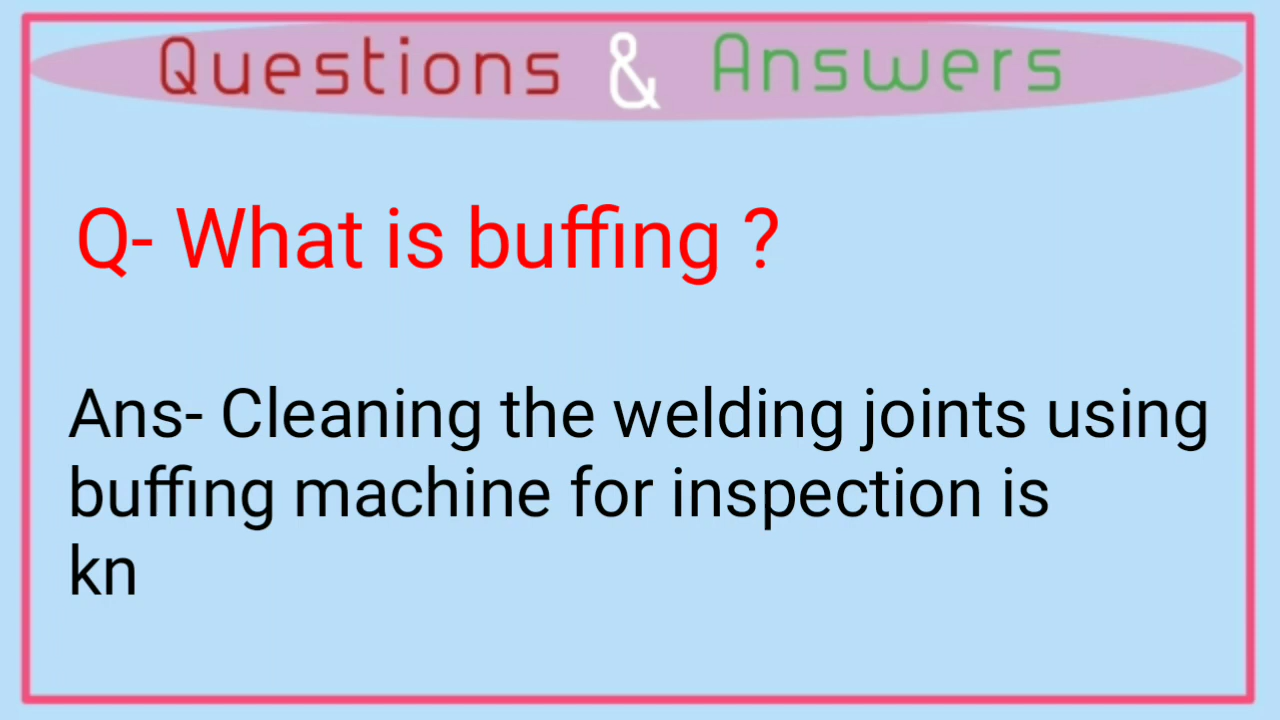 Questions & Answers
Q- What is buffing ?
Ans- Cleaning the welding joints using
buffing machine for inspection is
kn